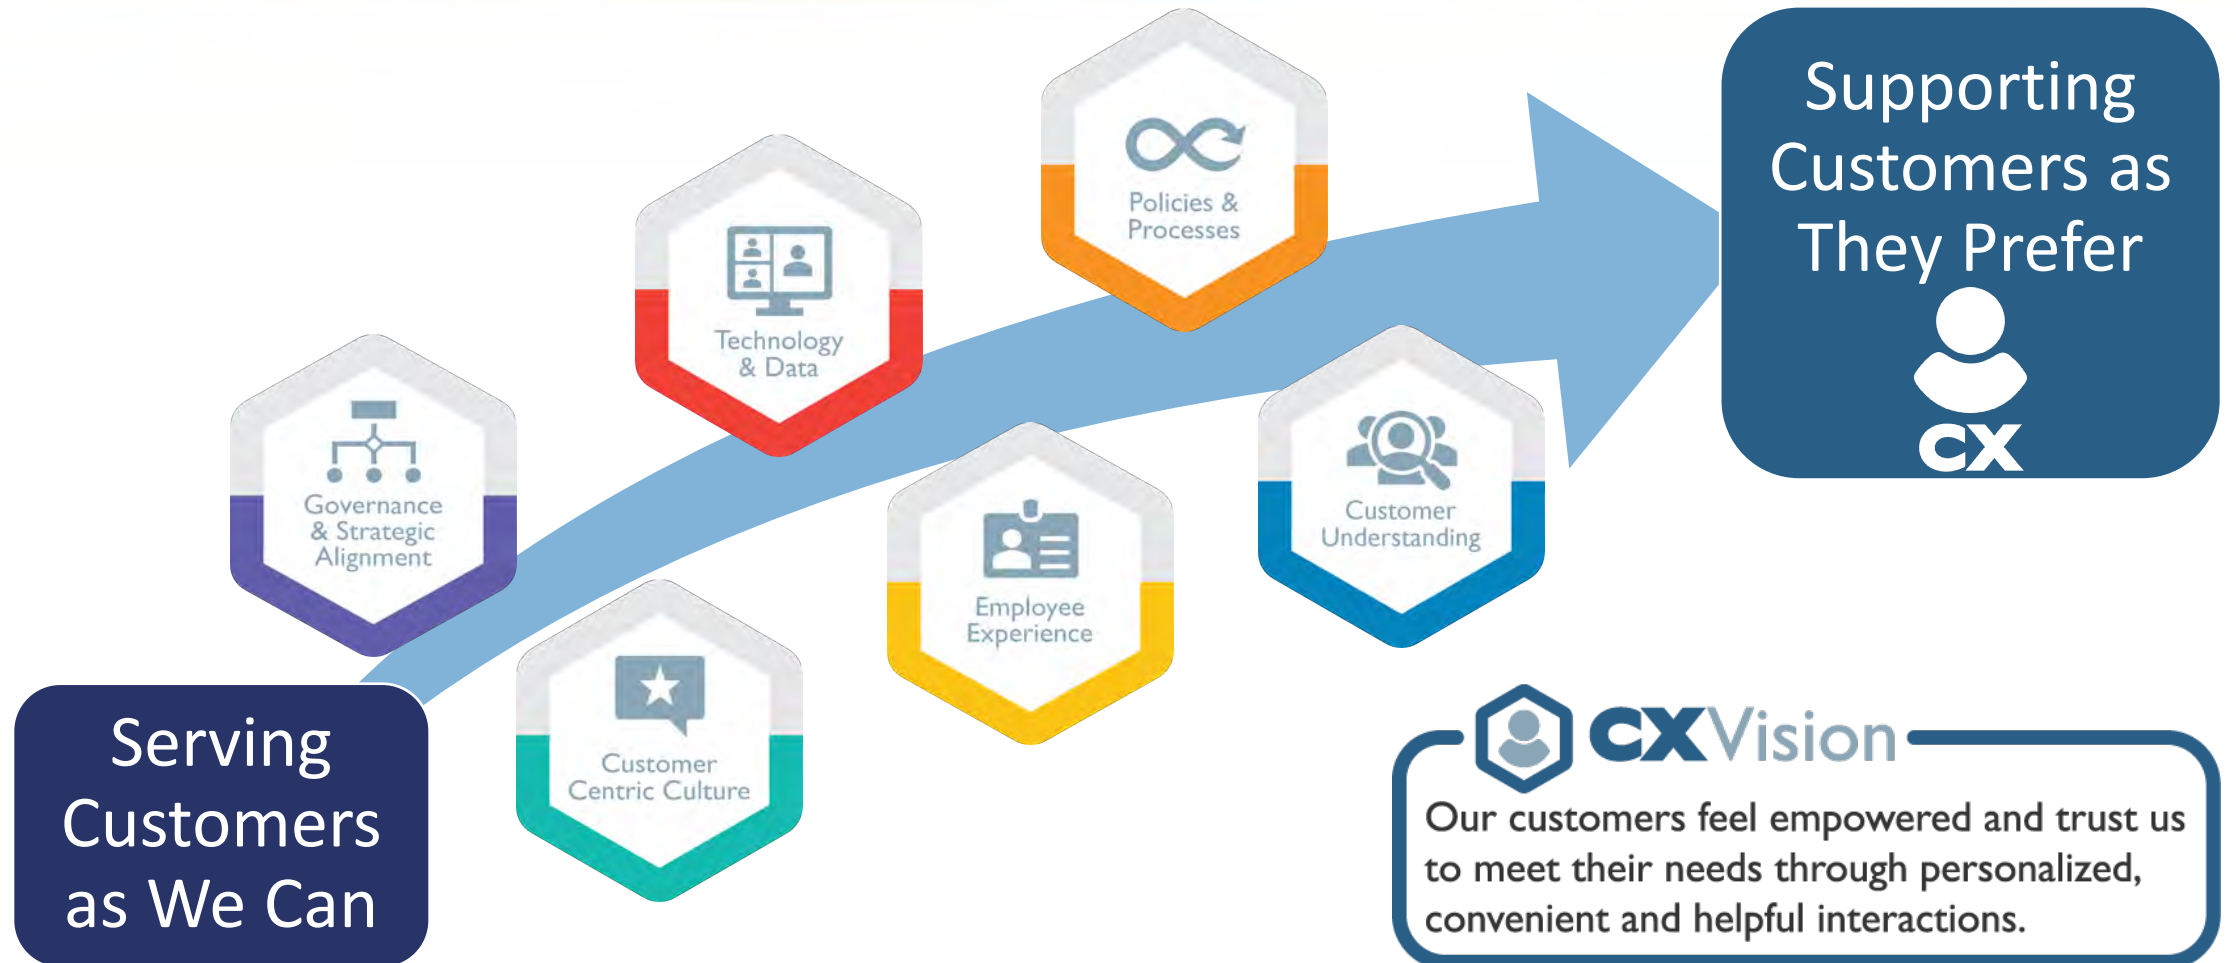 Supporting
Customers as
They Prefer
CX
Policies &
Processes
Technology
& Data
Governance
& Strategic
Alignment
Customer
Understanding
Employee
Experience
Customer
Centric Culture
Serving
Customers
as We Can
CXVision
Our customers feel empowered and trust us
to meet their needs through personalized,
convenient and helpful interactions.